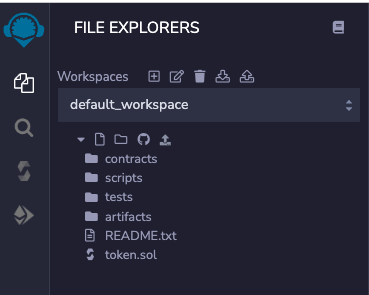 FILE EXPLORERS
Workspaces
default_workspace
contracts
scripts
tests
artifacts
README.txt
token.sol